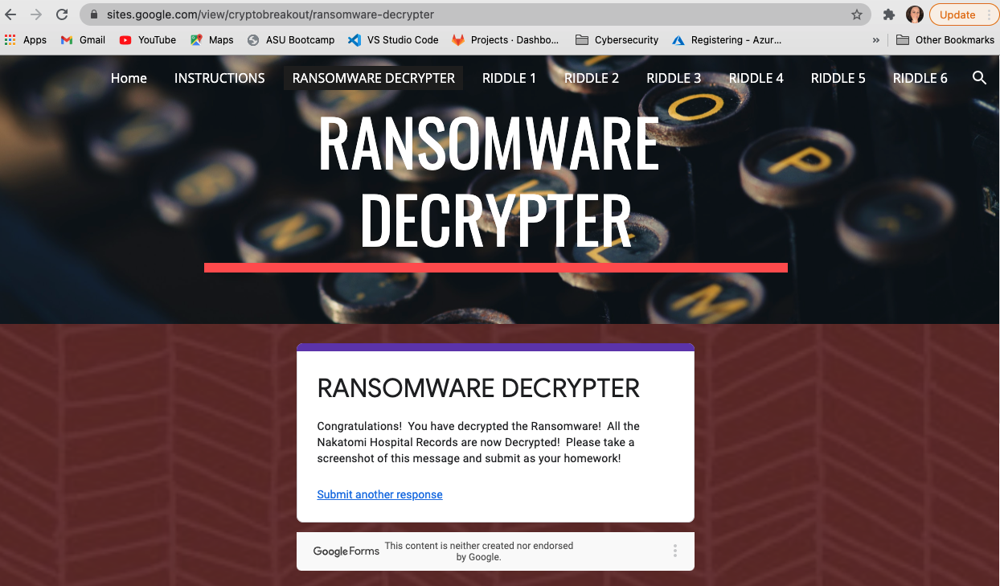 sites.google.com/view/cryptobreakout/ransomware-decrypter
Update
Apps Gmail YouTube Maps ASU Bootcamp VS Studio Code Projects · Dashbo... Cybersecurity Registering - Azur... » Other Bookmarks
Home INSTRUCTIONS RANSOMWARE DECRYPTER RIDDLE 1 RIDDLE 2 RIDDLE 3 RIDDLE 4 RIDDLE 5 RIDDLE 6
RANSOMWARE
DECRYPTER
O
P
N
K
L
M
RANSOMWARE DECRYPTER
Congratulations!  You have decrypted the Ransomware!  All the
Nakatomi Hospital Records are now Decrypted!  Please take a
screenshot of this message and submit as your homework!
Submit another response
Google Forms
This content is neither created nor endorsed
by Google.